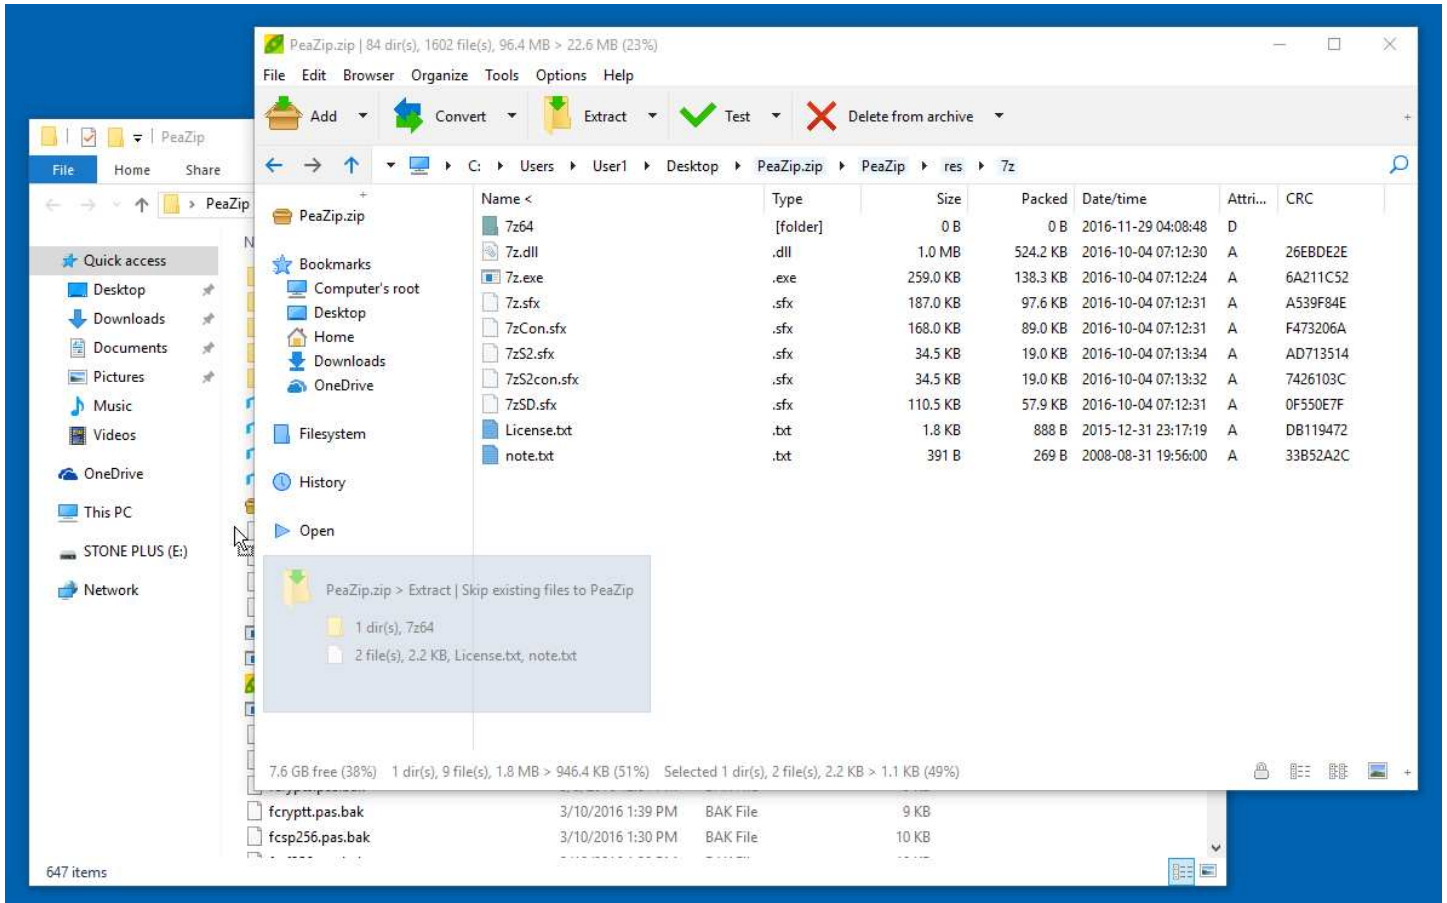 PeaZip.zip | 84 dir(s), 1602 file(s), 96.4 MB > 22.6 MB (23%)
File Edit Browser Organize Tools Options Help
Add Convert Extract Test Delete from archive +
C: Users User1 Desktop PeaZip.zip PeaZip res 7z
+
PeaZip.zip
Bookmarks
Computer's root
Desktop
Home
Downloads
OneDrive
Filesystem
History
Open
Name < Type Size Packed Date/time Attri... CRC
7z64 [folder] 0 B 0 B 2016-11-29 04:08:48 D
7z.dll .dll 1.0 MB 524.2 KB 2016-10-04 07:12:30 A 26EBDE2E
7z.exe .exe 259.0 KB 138.3 KB 2016-10-04 07:12:24 A 6A211C52
7z.sfx .sfx 187.0 KB 97.6 KB 2016-10-04 07:12:31 A A539F84E
7zCon.sfx .sfx 168.0 KB 89.0 KB 2016-10-04 07:12:31 A F473206A
7zS2.sfx .sfx 34.5 KB 19.0 KB 2016-10-04 07:13:34 A AD713514
7zS2con.sfx .sfx 34.5 KB 19.0 KB 2016-10-04 07:13:32 A 7426103C
7zSD.sfx .sfx 110.5 KB 57.9 KB 2016-10-04 07:12:31 A 0F550E7F
License.txt .txt 1.8 KB 888 B 2015-12-31 23:17:19 A DB119472
note.txt .txt 391 B 269 B 2008-08-31 19:56:00 A 33B52A2C
PeaZip.zip > Extract | Skip existing files to PeaZip
1 dir(s), 7z64
2 file(s), 2.2 KB, License.txt, note.txt
7.6 GB free (38%) 1 dir(s), 9 file(s), 1.8 MB > 946.4 KB (51%) Selected 1 dir(s), 2 file(s), 2.2 KB > 1.1 KB (49%) +
PeaZip
File Home Share
PeaZip
N
Quick access
Desktop
Downloads
Documents
Pictures
Music
Videos
OneDrive
This PC
STONE PLUS (E:)
Network
fcryptt.pas.bak 3/10/2016 1:39 PM BAK File 9 KB
fcsp256.pas.bak 3/10/2016 1:30 PM BAK File 10 KB
647 items